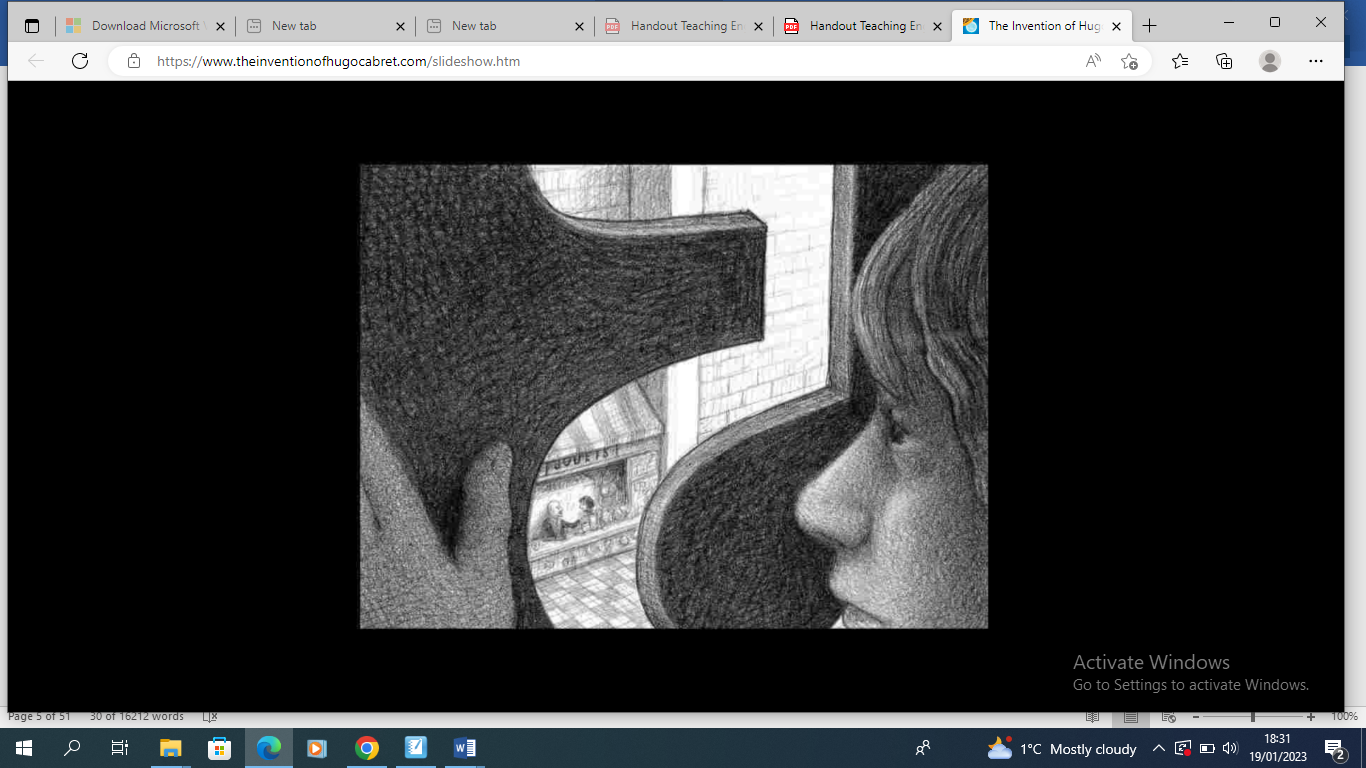 Download Microsoft
New tab
New tab
Handout Teaching En
Handout Teaching En
The Invention of Hug
https://www.theinventionofhugocabret.com/slideshow.htm
JOUETS
Activate Windows
Go to Settings to activate Windows.
Page 5 of 51
30 of 16212 words
100%
1°C Mostly cloudy
18:31
19/01/2023
2